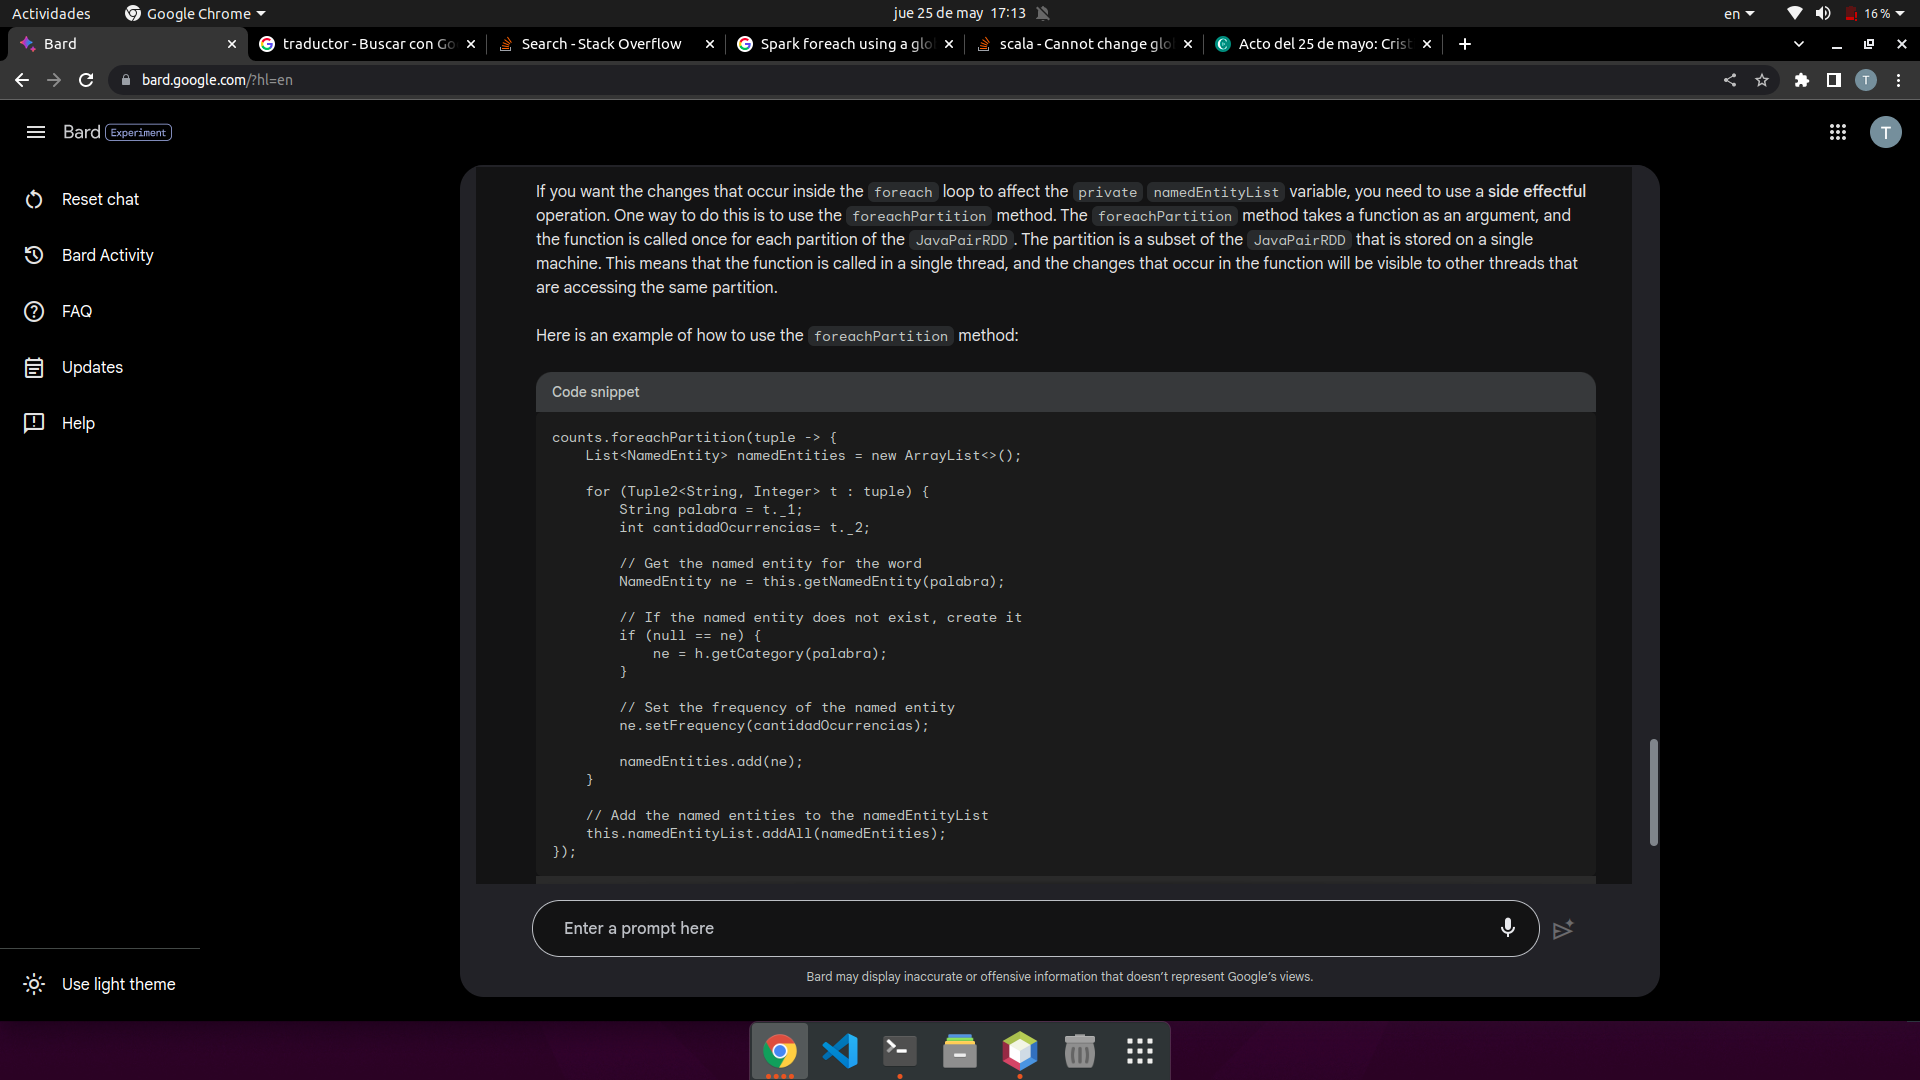 Actividades
Google Chrome
jue 25 de may 17:13
en
16 %
Bard
traductor - Buscar con Go
Search - Stack Overflow
Spark foreach using a glo
scala - Cannot change glo
Acto del 25 de mayo: Crist
bard.google.com/?hl=en
T
Bard Experiment
T
Reset chat
Bard Activity
FAQ
Updates
Help
Use light theme
If you want the changes that occur inside the foreach loop to affect the private namedEntityList variable, you need to use a side effectful
operation. One way to do this is to use the foreachPartition method. The foreachPartition method takes a function as an argument, and
the function is called once for each partition of the JavaPairRDD. The partition is a subset of the JavaPairRDD that is stored on a single
machine. This means that the function is called in a single thread, and the changes that occur in the function will be visible to other threads that
are accessing the same partition.
Here is an example of how to use the foreachPartition method:
Code snippet
counts.foreachPartition(tuple -> {
    List<NamedEntity> namedEntities = new ArrayList<>();
    for (Tuple2<String, Integer> t : tuple) {
        String palabra = t._1;
        int cantidadOcurrencias= t._2;
        // Get the named entity for the word
        NamedEntity ne = this.getNamedEntity(palabra);
        // If the named entity does not exist, create it
        if (null == ne) {
            ne = h.getCategory(palabra);
        }
        // Set the frequency of the named entity
        ne.setFrequency(cantidadOcurrencias);
        namedEntities.add(ne);
    }
    // Add the named entities to the namedEntityList
    this.namedEntityList.addAll(namedEntities);
});
Enter a prompt here
Bard may display inaccurate or offensive information that doesn't represent Google's views.